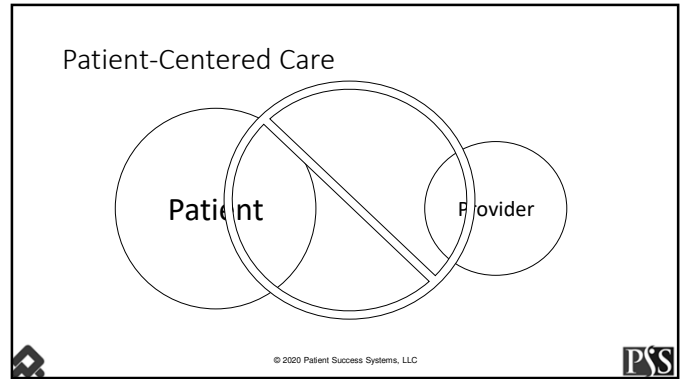 Patient-Centered Care
Patient
Provider
© 2020 Patient Success Systems, LLC
PSS